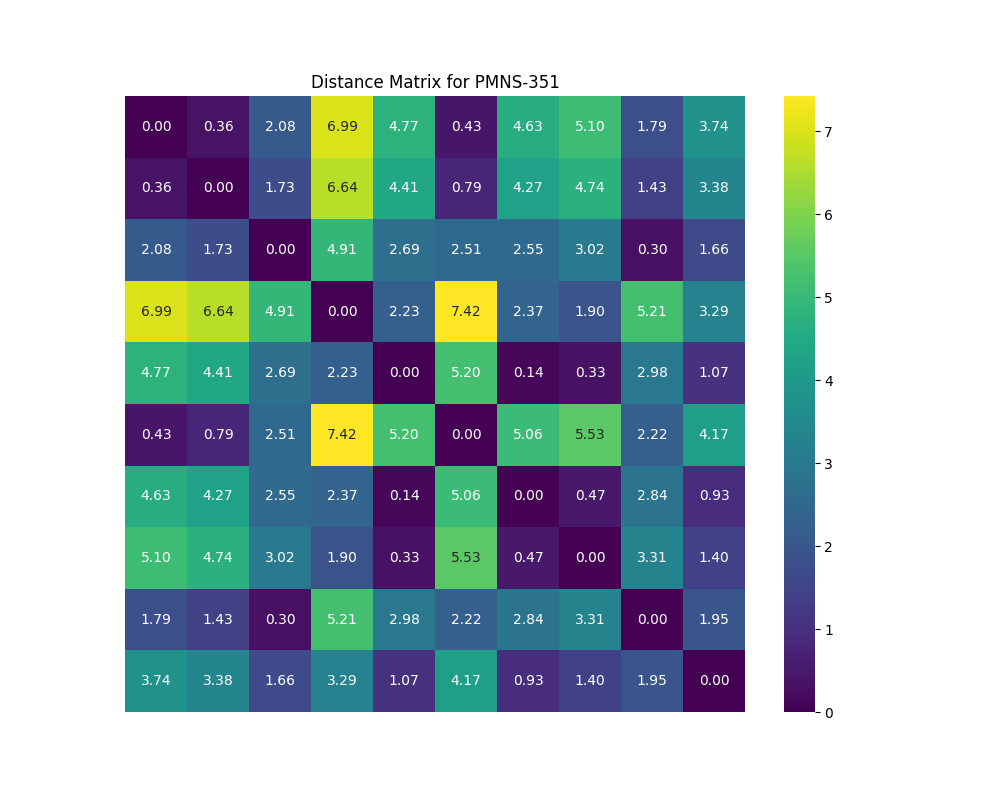 Distance Matrix for PMNS-351
0.00 0.36 2.08 6.99 4.77 0.43 4.63 5.10 1.79 3.74
0.36 0.00 1.73 6.64 4.41 0.79 4.27 4.74 1.43 3.38
2.08 1.73 0.00 4.91 2.69 2.51 2.55 3.02 0.30 1.66
6.99 6.64 4.91 0.00 2.23 7.42 2.37 1.90 5.21 3.29
4.77 4.41 2.69 2.23 0.00 5.20 0.14 0.33 2.98 1.07
0.43 0.79 2.51 7.42 5.20 0.00 5.06 5.53 2.22 4.17
4.63 4.27 2.55 2.37 0.14 5.06 0.00 0.47 2.84 0.93
5.10 4.74 3.02 1.90 0.33 5.53 0.47 0.00 3.31 1.40
1.79 1.43 0.30 5.21 2.98 2.22 2.84 3.31 0.00 1.95
3.74 3.38 1.66 3.29 1.07 4.17 0.93 1.40 1.95 0.00
7
6
5
4
3
2
1
0